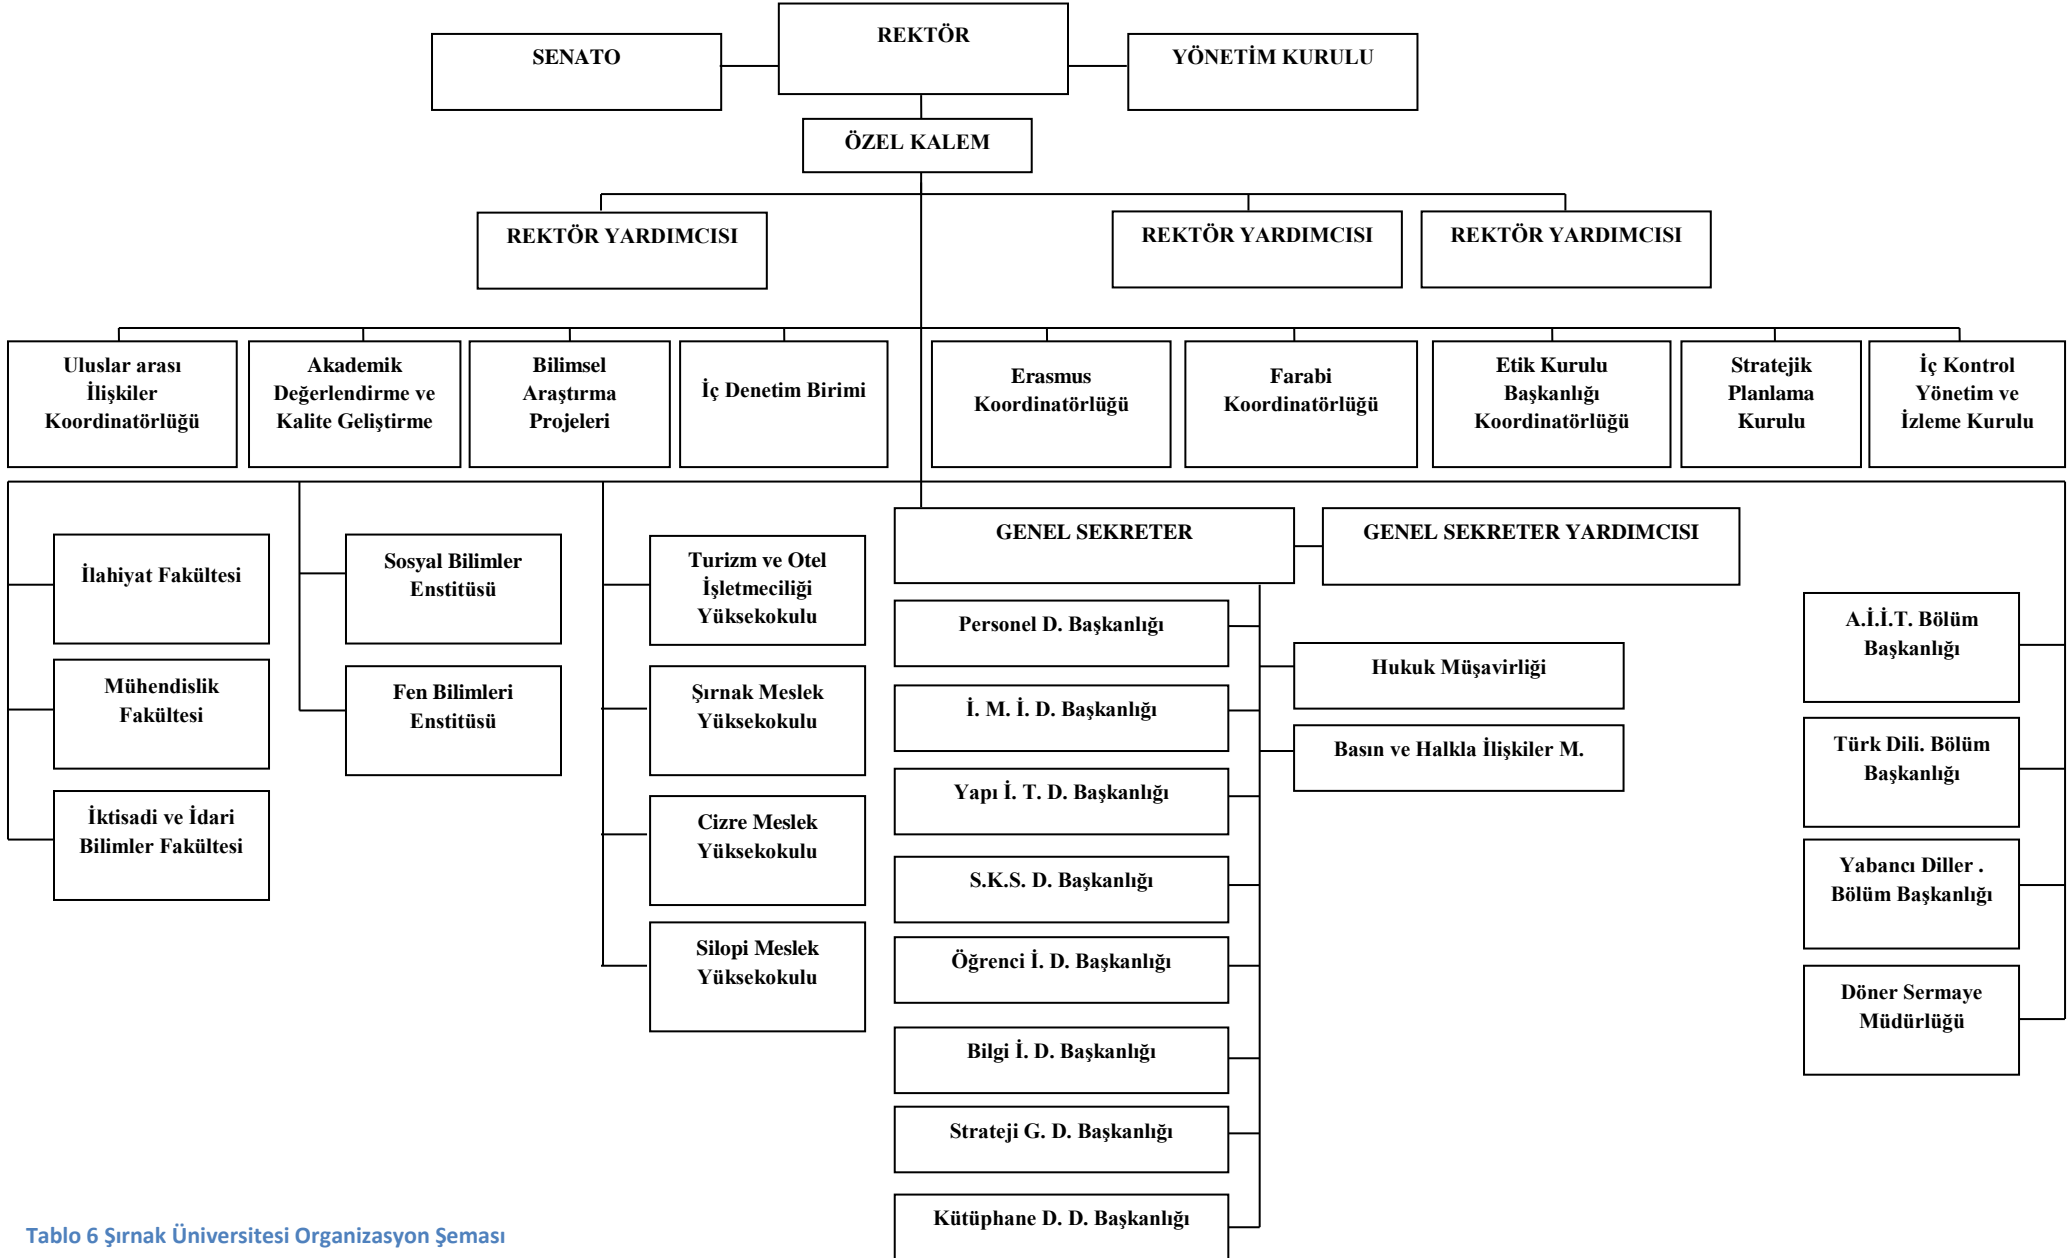 REKTÖR
SENATO
YÖNETİM KURULU
ÖZEL KALEM
REKTÖR YARDIMCISI
REKTÖR YARDIMCISI
REKTÖR YARDIMCISI
Uluslar arası
İlişkiler
Koordinatörlüğü
Akademik
Değerlendirme ve
Kalite Geliştirme
Bilimsel
Araştırma
Projeleri
İç Denetim Birimi
Erasmus
Koordinatörlüğü
Farabi
Koordinatörlüğü
Etik Kurulu
Başkanlığı
Koordinatörlüğü
Stratejik
Planlama
Kurulu
İç Kontrol
Yönetim ve
İzleme Kurulu
İlahiyat Fakültesi
Mühendislik
Fakültesi
İktisadi ve İdari
Bilimler Fakültesi
Sosyal Bilimler
Enstitüsü
Fen Bilimleri
Enstitüsü
Turizm ve Otel
İşletmeciliği
Yüksekokulu
Şırnak Meslek
Yüksekokulu
Cizre Meslek
Yüksekokulu
Silopi Meslek
Yüksekokulu
GENEL SEKRETER
GENEL SEKRETER YARDIMCISI
Personel D. Başkanlığı
İ. M. İ. D. Başkanlığı
Yapı İ. T. D. Başkanlığı
S.K.S. D. Başkanlığı
Öğrenci İ. D. Başkanlığı
Bilgi İ. D. Başkanlığı
Strateji G. D. Başkanlığı
Kütüphane D. D. Başkanlığı
Hukuk Müşavirliği
Basın ve Halkla İlişkiler M.
A.İ.İ.T. Bölüm
Başkanlığı
Türk Dili. Bölüm
Başkanlığı
Yabancı Diller .
Bölüm Başkanlığı
Döner Sermaye
Müdürlüğü
Tablo 6 Şırnak Üniversitesi Organizasyon Şeması